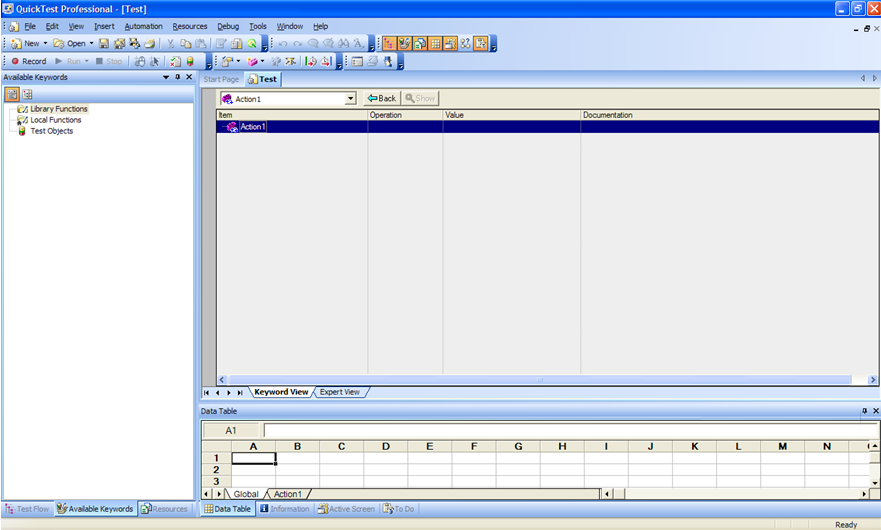 QuickTest Professional - [Test]
File Edit View Insert Automation Resources Debug Tools Window Help
New Open
Record Run Stop
Available Keywords
Library Functions
Local Functions
Test Objects
Start Page Test
Action1 Back Show
Item Operation Value Documentation
Action1
Keyword View Expert View
Data Table
A1
A B C D E F G H I J K L M N
1
2
3
Global Action1
Test Flow Available Keywords Resources Data Table Information Active Screen To Do
Ready